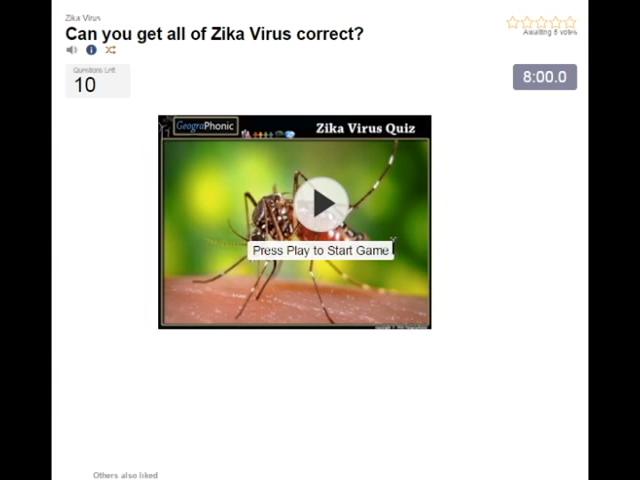 Zika Virus
Can you get all of Zika Virus correct?
Awaiting 5 votes
Questions Left
10
8:00.0
GeograPhonic
Zika Virus Quiz
Press Play to Start Game
Others also liked